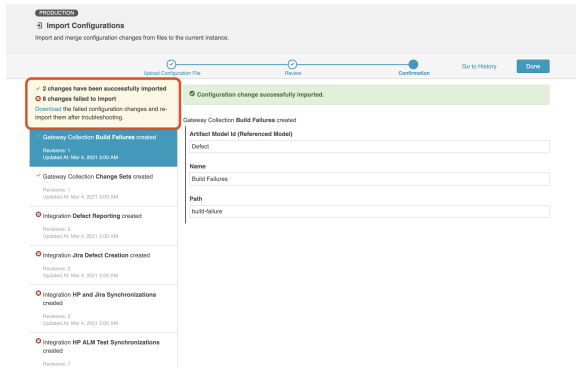 PRODUCTION
Import Configurations
Import and merge configuration changes from files to the current instance.
Upload Configuration File
Review
Confirmation
Go to History
Done
2 changes have been successfully imported
8 changes failed to import
Download the failed configuration changes and re-
import them after troubleshooting.
Gateway Collection Build Failures created
Revisions: 1
Updated At: Mar 4, 2021 3:00 AM
Gateway Collection Change Sets created
Revisions: 1
Updated At: Mar 4, 2021 3:00 AM
Integration Defect Reporting created
Revisions: 2
Updated At: Mar 4, 2021 3:00 AM
Integration Jira Defect Creation created
Revisions: 2
Updated At: Mar 4, 2021 3:00 AM
Integration HP and Jira Synchronizations
created
Revisions: 2
Updated At: Mar 4, 2021 3:00 AM
Integration HP ALM Test Synchronizations
created
Revisions: 7
Configuration change successfully imported.
Gateway Collection Build Failures created
Artifact Model Id (Referenced Model)
Defect
Name
Build Failures
Path
build-failure